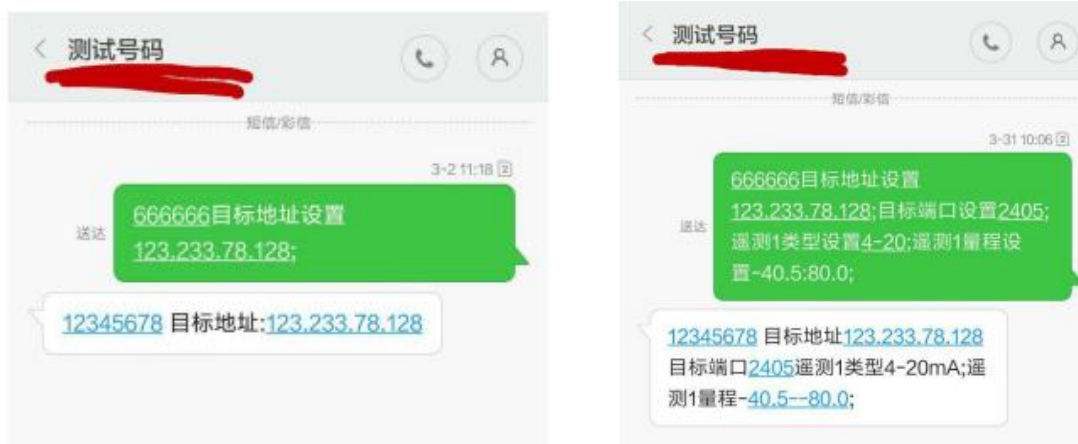 测试号码
短信/彩信
3-2 11:18 2
送达
666666目标地址设置
123.233.78.128;
12345678 目标地址:123.233.78.128
测试号码
短信/彩信
3-31 10:06 2
送达
666666目标地址设置
123.233.78.128;目标端口设置2405;
遥测1类型设置4-20;遥测1量程设
置-40.5:80.0;
12345678 目标地址123.233.78.128
目标端口2405遥测1类型4-20mA;遥
测1量程-40.5--80.0;